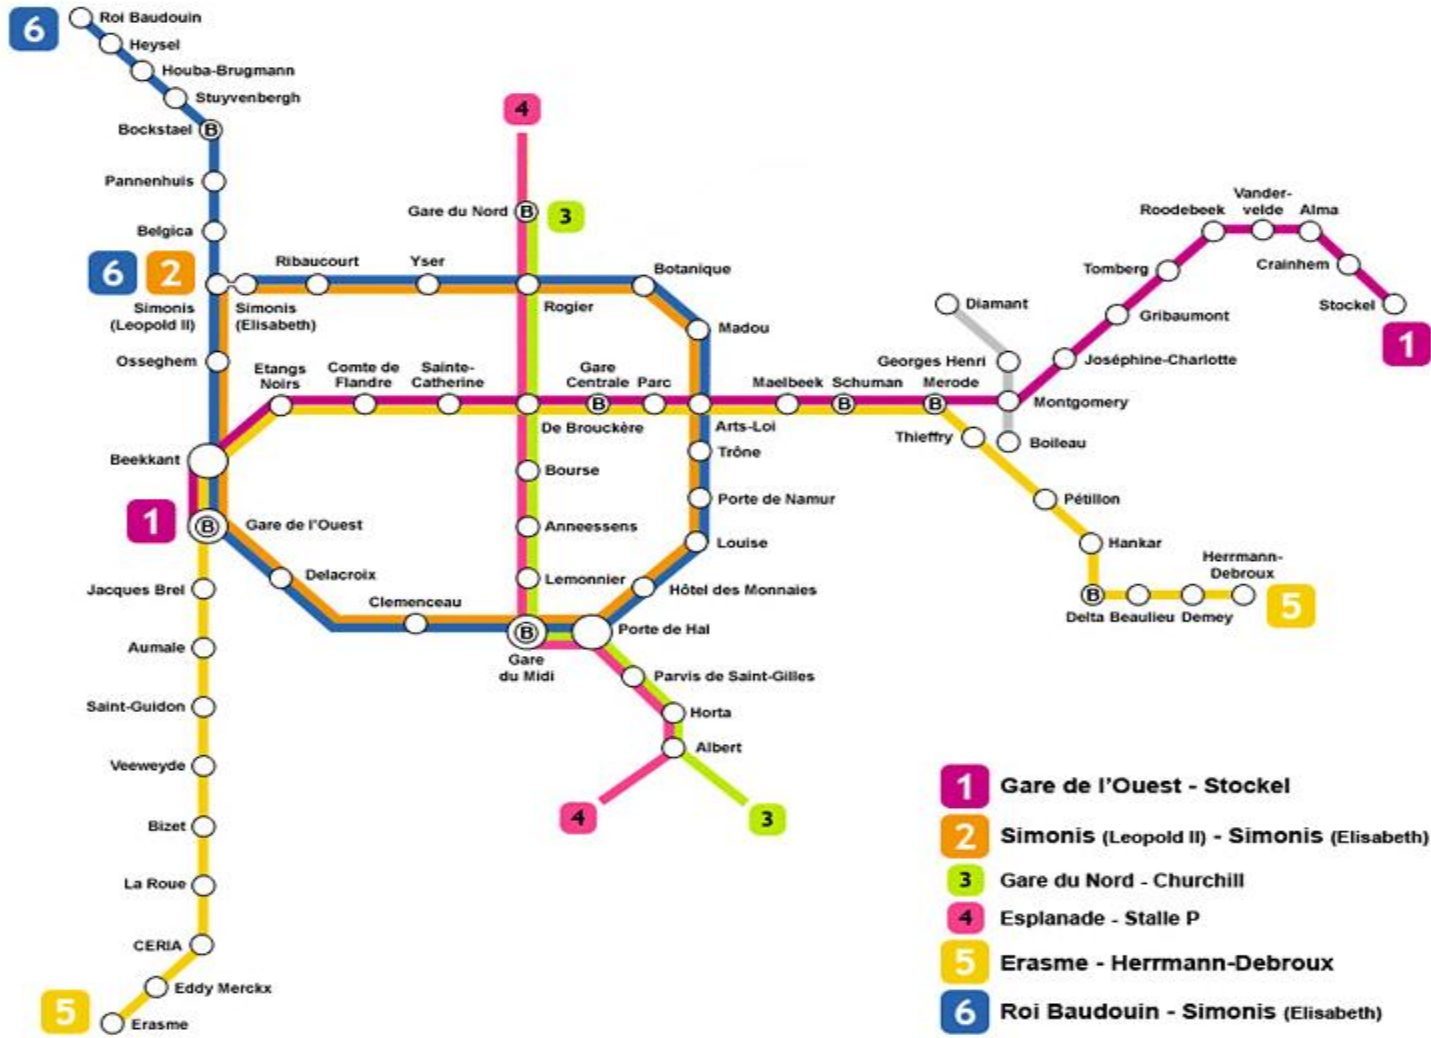 6
Roi Baudouin
Heysel
Houba-Brugmann
Stuyvenbergh
Bockstael B
Pannenhuis
Belgica
6 2
Simonis
(Leopold II)
Simonis
(Elisabeth)
Ribaucourt
Yser
4
Gare du Nord B 3
Rogier
Botanique
Madou
Osseghem
Etangs
Noirs
Comte de
Flandre
Sainte-
Catherine
De Brouckère
Gare
Centrale
B
Parc
Arts-Loi
Maelbeek
Schuman
B
Merode
B
Diamant
Georges Henri
Montgomery
Boileau
Joséphine-Charlotte
Gribaumont
Tomberg
Roodebeek
Vander-
velde
Alma
Crainhem
Stockel
1
Beekkant
1
B Gare de l'Ouest
Delacroix
Clemenceau
Bourse
Anneessens
Lemonnier
B
Gare
du Midi
Porte de Hal
Trône
Porte de Namur
Louise
Hôtel des Monnaies
Parvis de Saint-Gilles
Horta
Albert
4
3
Thieffry
Pétillon
Hankar
B
Delta
Beaulieu
Demey
Herrmann-
Debroux
5
Jacques Brel
Aumale
Saint-Guidon
Veeweyde
Bizet
La Roue
CERIA
Eddy Merckx
5
Erasme
1 Gare de l'Ouest - Stockel
2 Simonis (Leopold II) - Simonis (Elisabeth)
3 Gare du Nord - Churchill
4 Esplanade - Stalle P
5 Erasme - Herrmann-Debroux
6 Roi Baudouin - Simonis (Elisabeth)